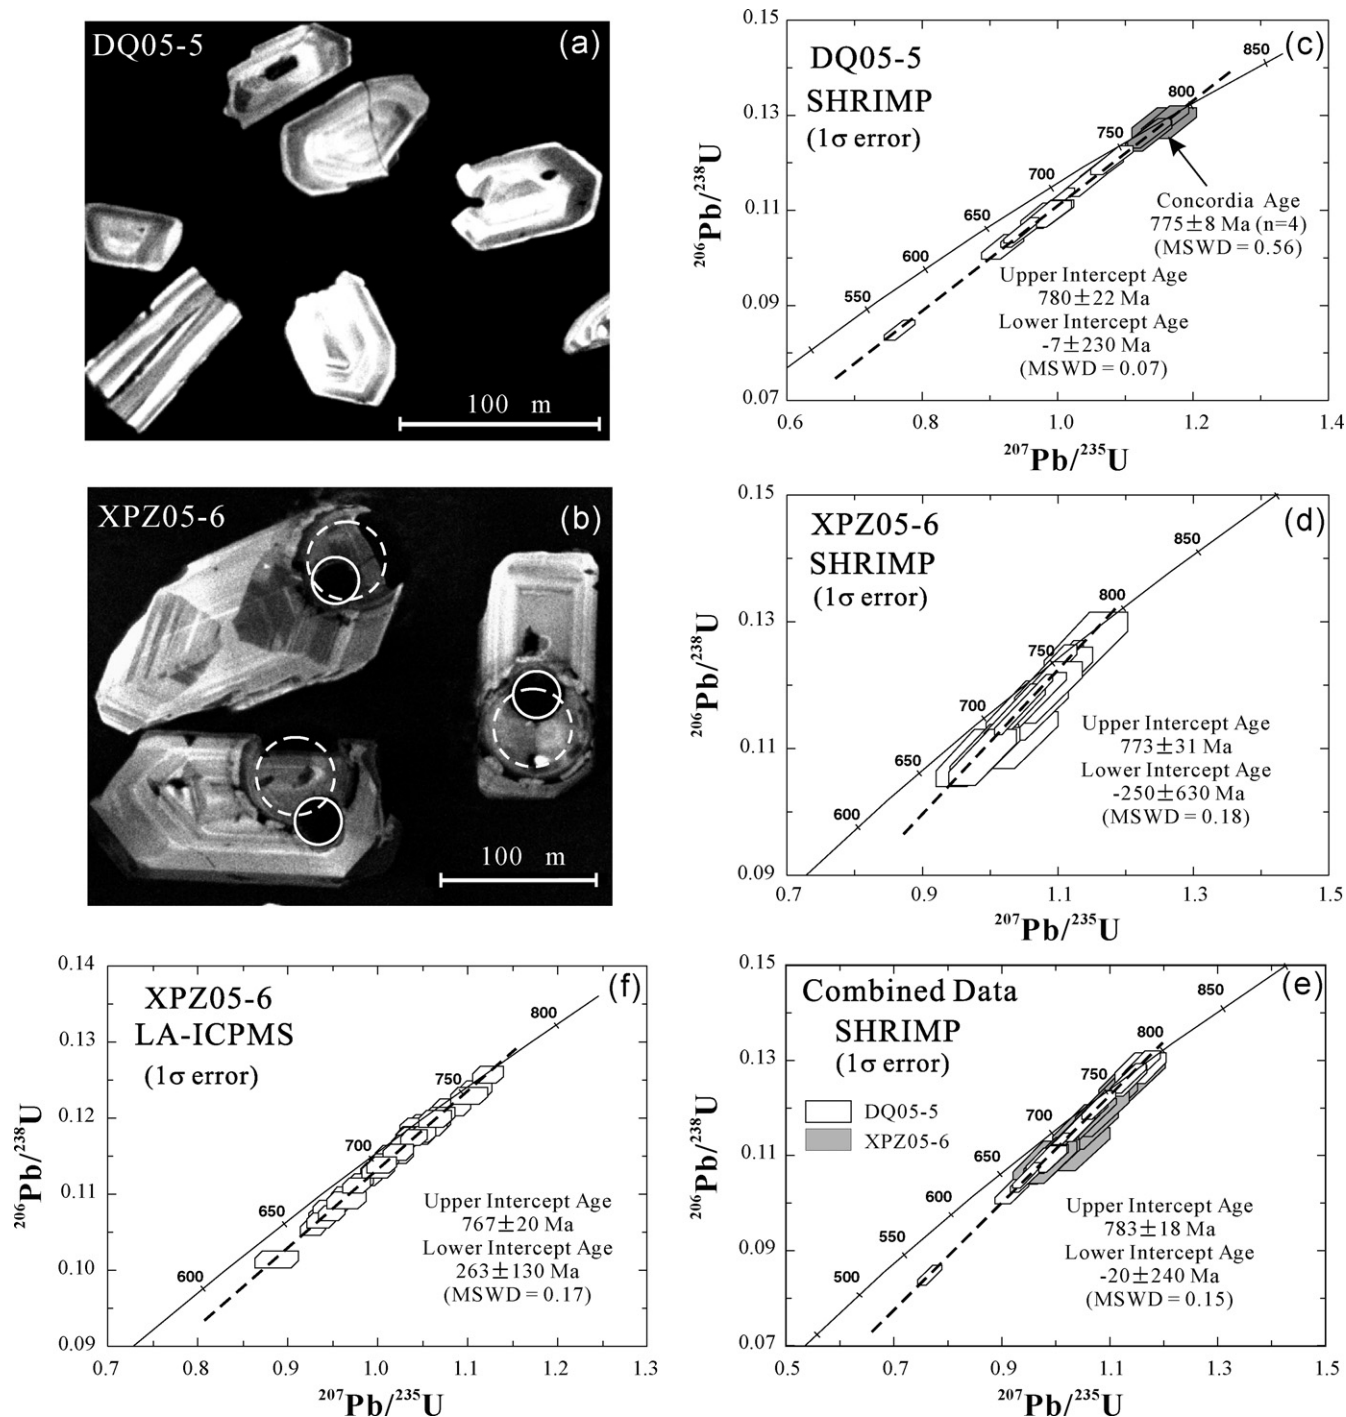 DQ05-5
(a)
100 m
XPZ05-6
(b)
100 m
(c)
DQ05-5
SHRIMP
(1σ error)
0.15
0.13
0.11
0.09
0.07
0.6
0.8
1.0
1.2
1.4
²⁰⁶Pb/²³⁸U
²⁰⁷Pb/²³⁵U
550
600
650
700
750
800
850
Concordia Age
775±8 Ma (n=4)
(MSWD = 0.56)
Upper Intercept Age
780±22 Ma
Lower Intercept Age
-7±230 Ma
(MSWD = 0.07)
(d)
XPZ05-6
SHRIMP
(1σ error)
0.15
0.13
0.11
0.09
0.7
0.9
1.1
1.3
1.5
²⁰⁶Pb/²³⁸U
²⁰⁷Pb/²³⁵U
600
650
700
750
800
850
Upper Intercept Age
773±31 Ma
Lower Intercept Age
-250±630 Ma
(MSWD = 0.18)
(f)
XPZ05-6
LA-ICPMS
(1σ error)
0.14
0.13
0.12
0.11
0.10
0.09
0.7
0.8
0.9
1.0
1.1
1.2
1.3
²⁰⁶Pb/²³⁸U
²⁰⁷Pb/²³⁵U
600
650
700
750
800
Upper Intercept Age
767±20 Ma
Lower Intercept Age
263±130 Ma
(MSWD = 0.17)
(e)
Combined Data
SHRIMP
(1σ error)
DQ05-5
XPZ05-6
0.15
0.13
0.11
0.09
0.07
0.5
0.7
0.9
1.1
1.3
1.5
²⁰⁶Pb/²³⁸U
²⁰⁷Pb/²³⁵U
500
550
600
650
700
750
800
850
Upper Intercept Age
783±18 Ma
Lower Intercept Age
-20±240 Ma
(MSWD = 0.15)